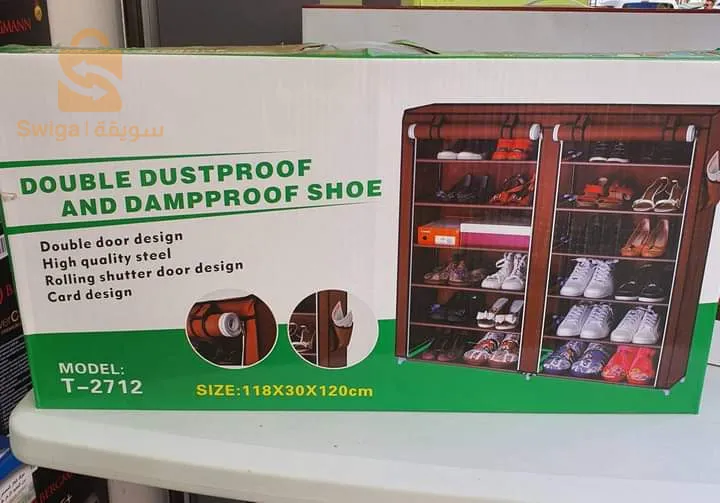 GMANN
Swiga | سويقة
DOUBLE DUSTPROOF
AND DAMPPROOF SHOE
Double door design
High quality steel
Rolling shutter door design
Card design
MODEL:
T-2712
SIZE:118X30X120cm